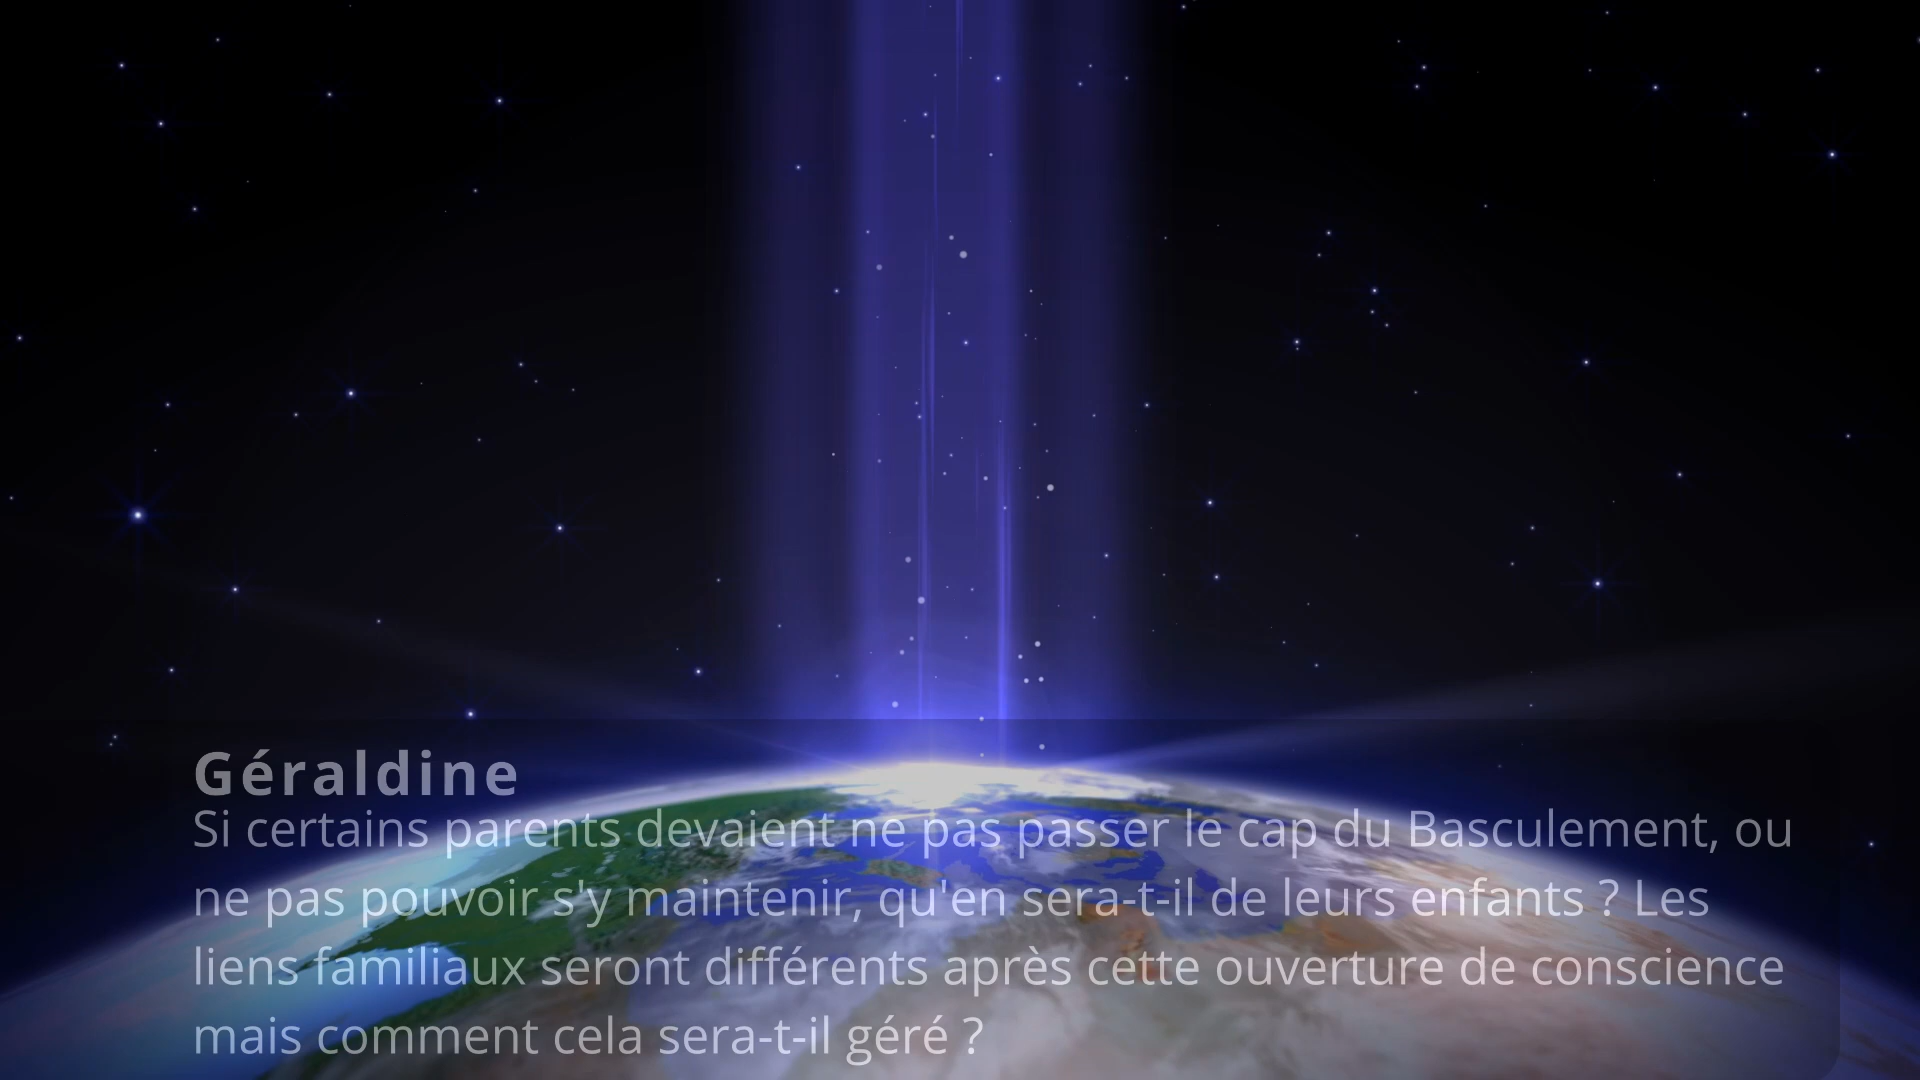 Géraldine
Si certains parents devaient ne pas passer le cap du Basculement, ou
ne pas pouvoir s'y maintenir, qu'en sera-t-il de leurs enfants ? Les
liens familiaux seront différents après cette ouverture de conscience
mais comment cela sera-t-il géré ?